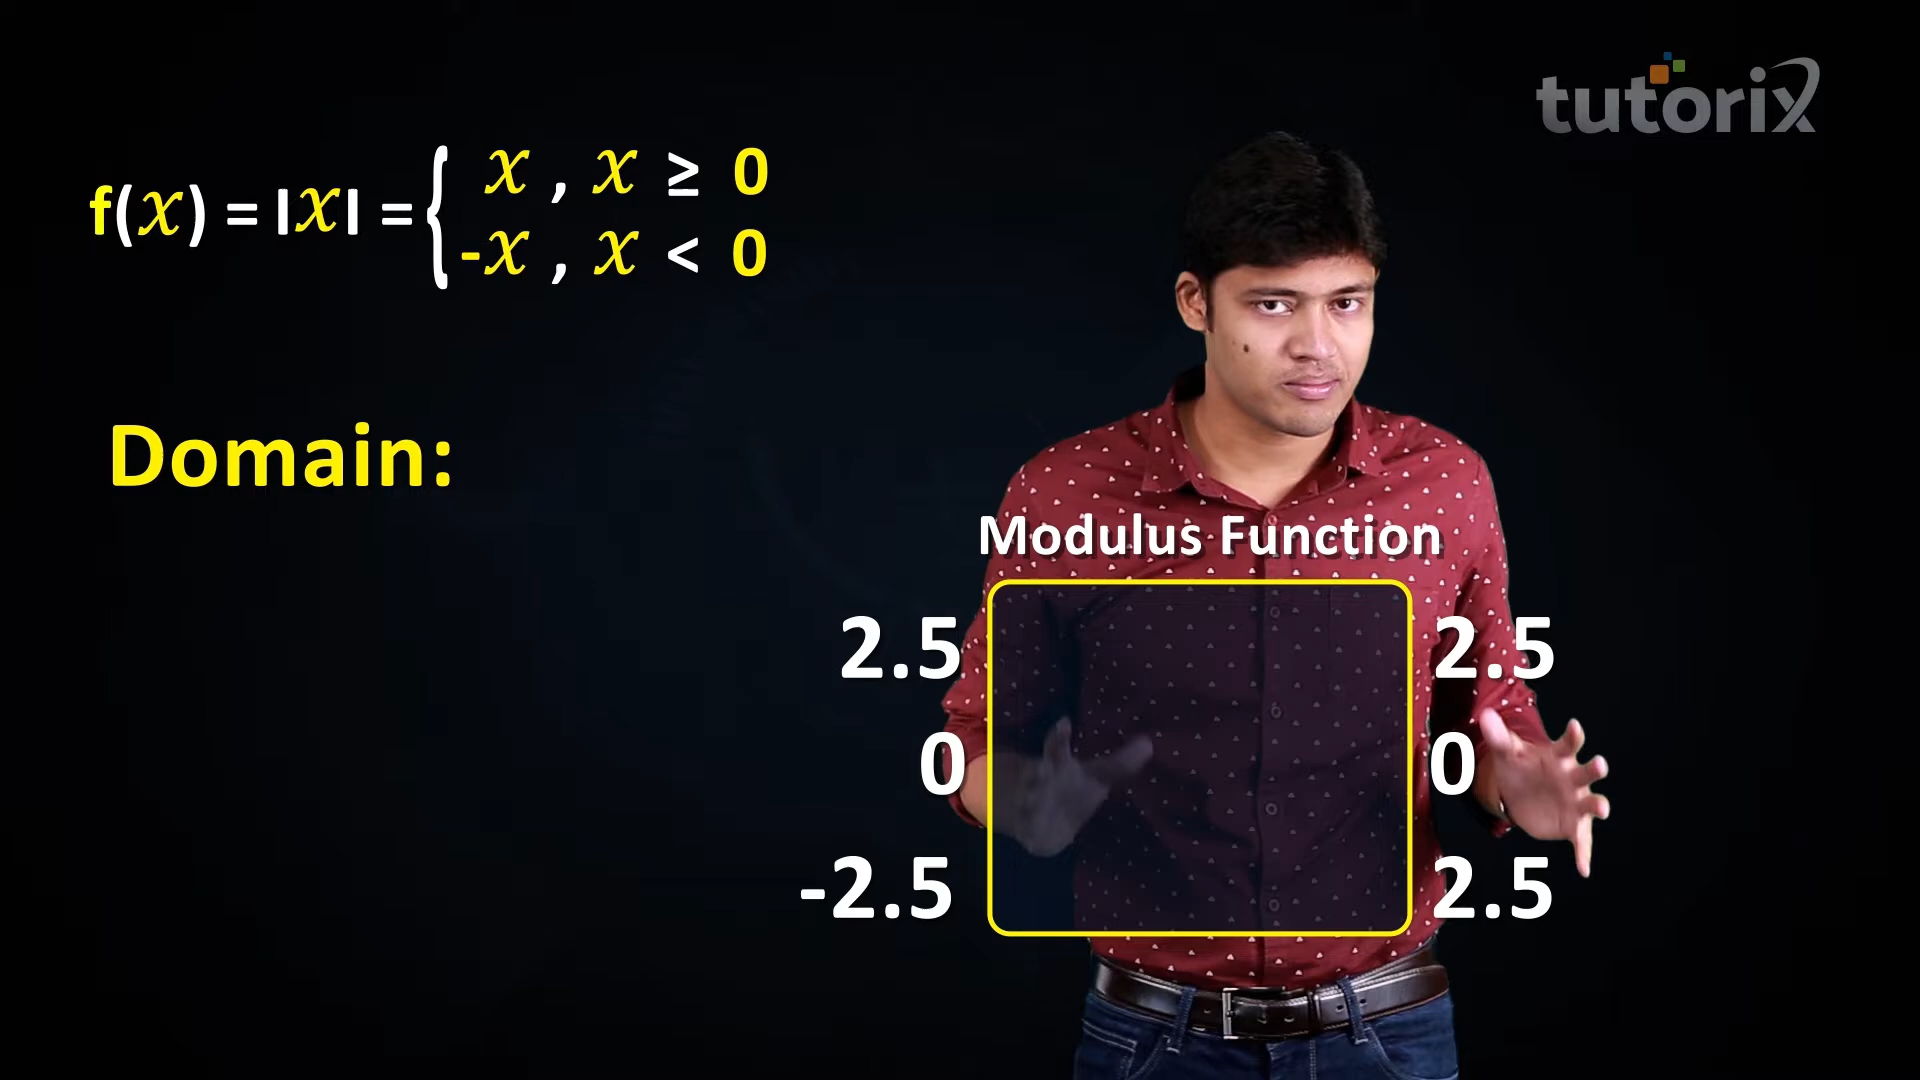 tutorix
f(x) = |x| = { x , x ≥ 0
-x , x < 0
Domain:
Modulus Function
2.5 2.5
0 0
-2.5 2.5